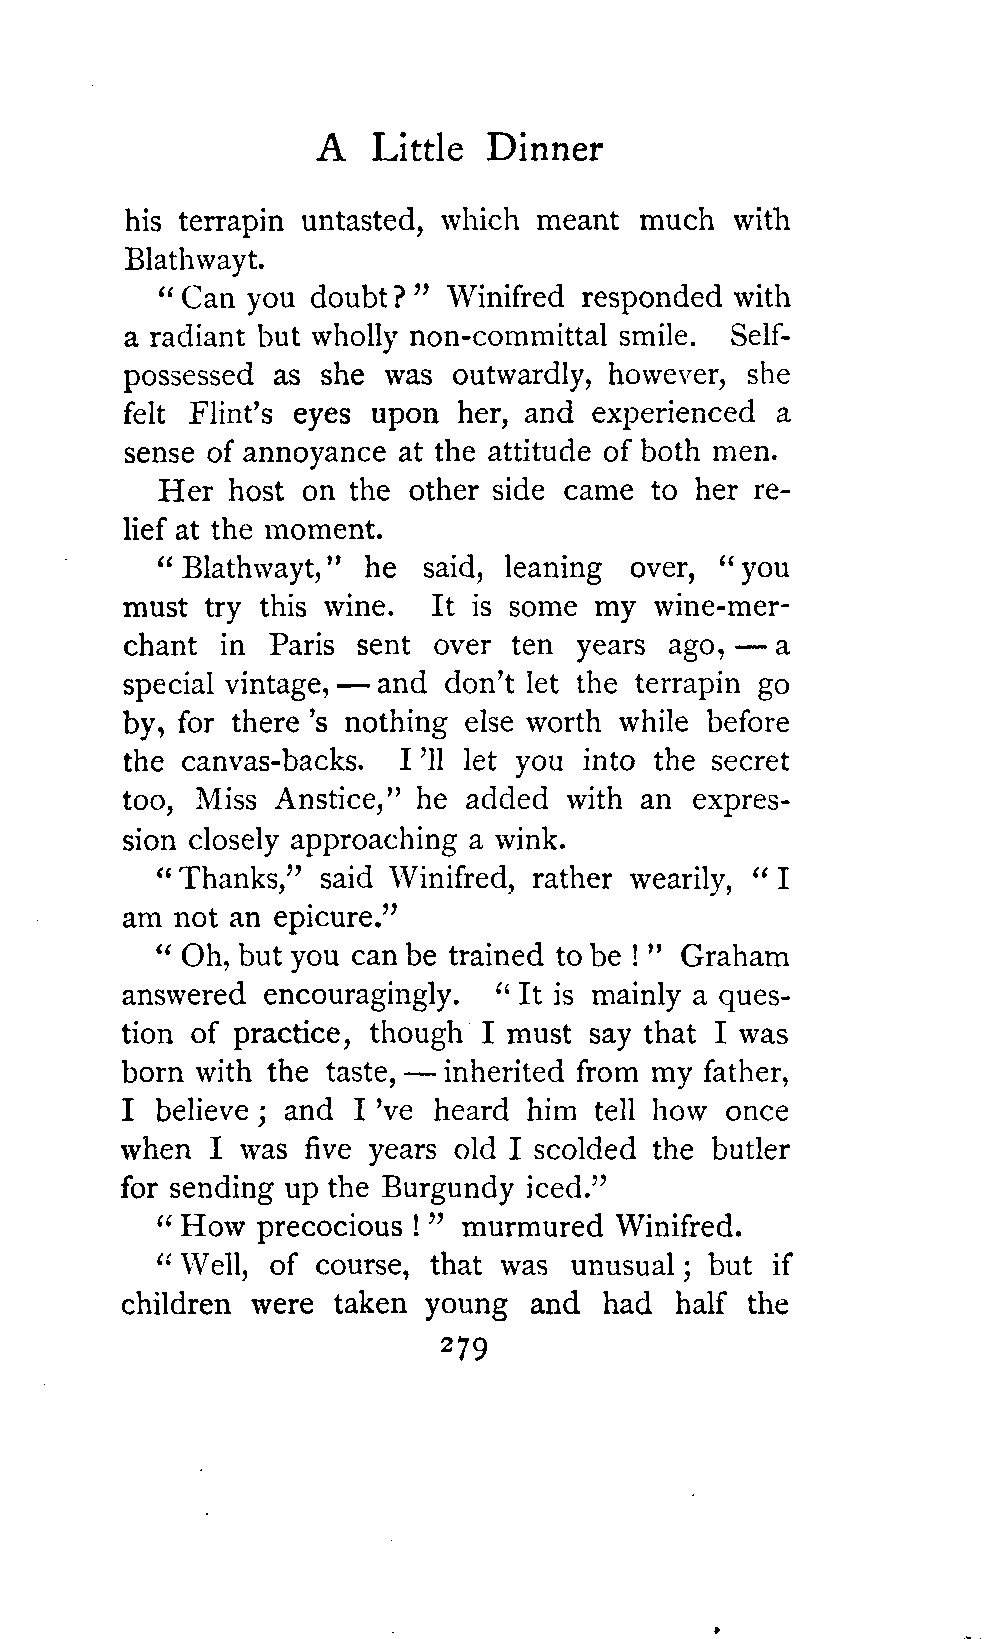 A Little Dinner
his terrapin untasted, which meant much with
Blathwayt.
“ Can you doubt? ” Winifred responded with
a radiant but wholly non-committal smile. Self-
possessed as she was outwardly, however, she
felt Flint’s eyes upon her, and experienced a
sense of annoyance at the attitude of both men.
Her host on the other side came to her re-
lief at the moment.
“ Blathwayt,” he said, leaning over, “ you
must try this wine. It is some my wine-mer-
chant in Paris sent over ten years ago, — a
special vintage, — and don’t let the terrapin go
by, for there ’s nothing else worth while before
the canvas-backs. I ’ll let you into the secret
too, Miss Anstice,” he added with an expres-
sion closely approaching a wink.
“ Thanks,” said Winifred, rather wearily, “ I
am not an epicure.”
“ Oh, but you can be trained to be ! ” Graham
answered encouragingly. “ It is mainly a ques-
tion of practice, though I must say that I was
born with the taste, — inherited from my father,
I believe ; and I ’ve heard him tell how once
when I was five years old I scolded the butler
for sending up the Burgundy iced.”
“ How precocious ! ” murmured Winifred.
“ Well, of course, that was unusual ; but if
children were taken young and had half the
279